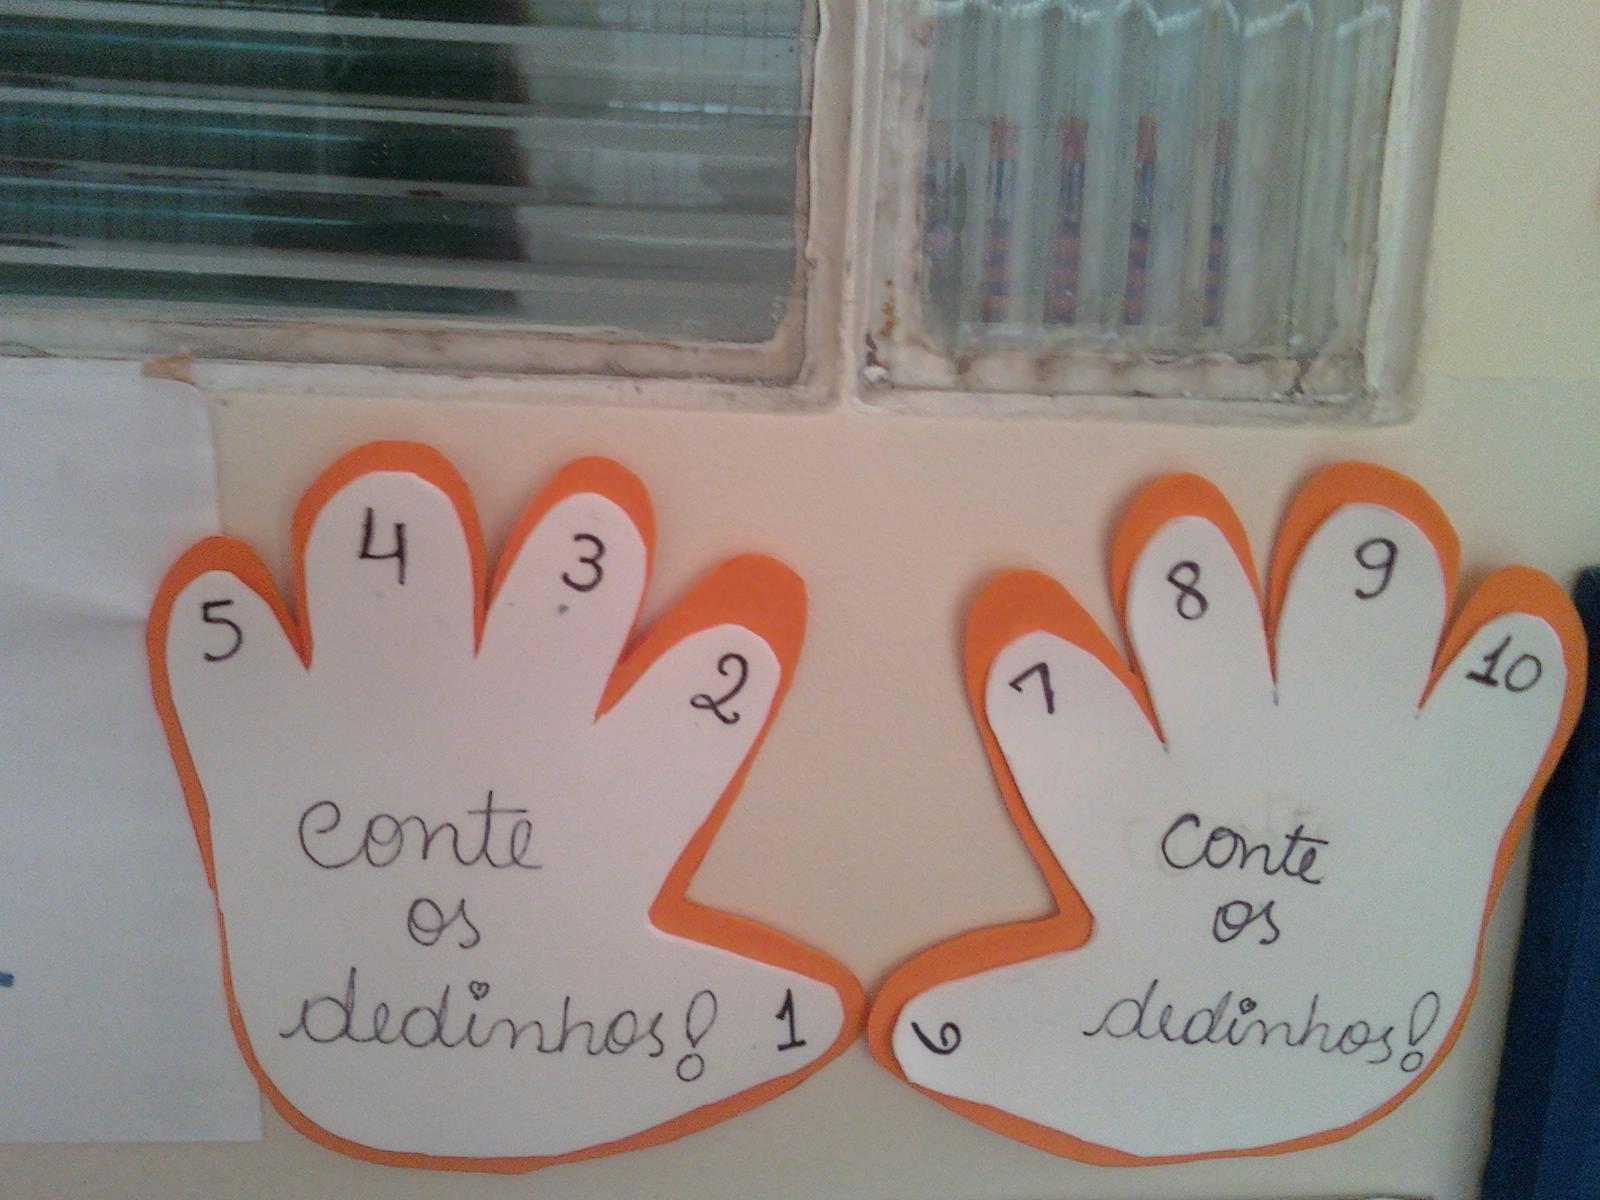 5 4 3 2
conte
os
dedinhos! 1
7 8 9 10
conte
os
6 dedinhos!